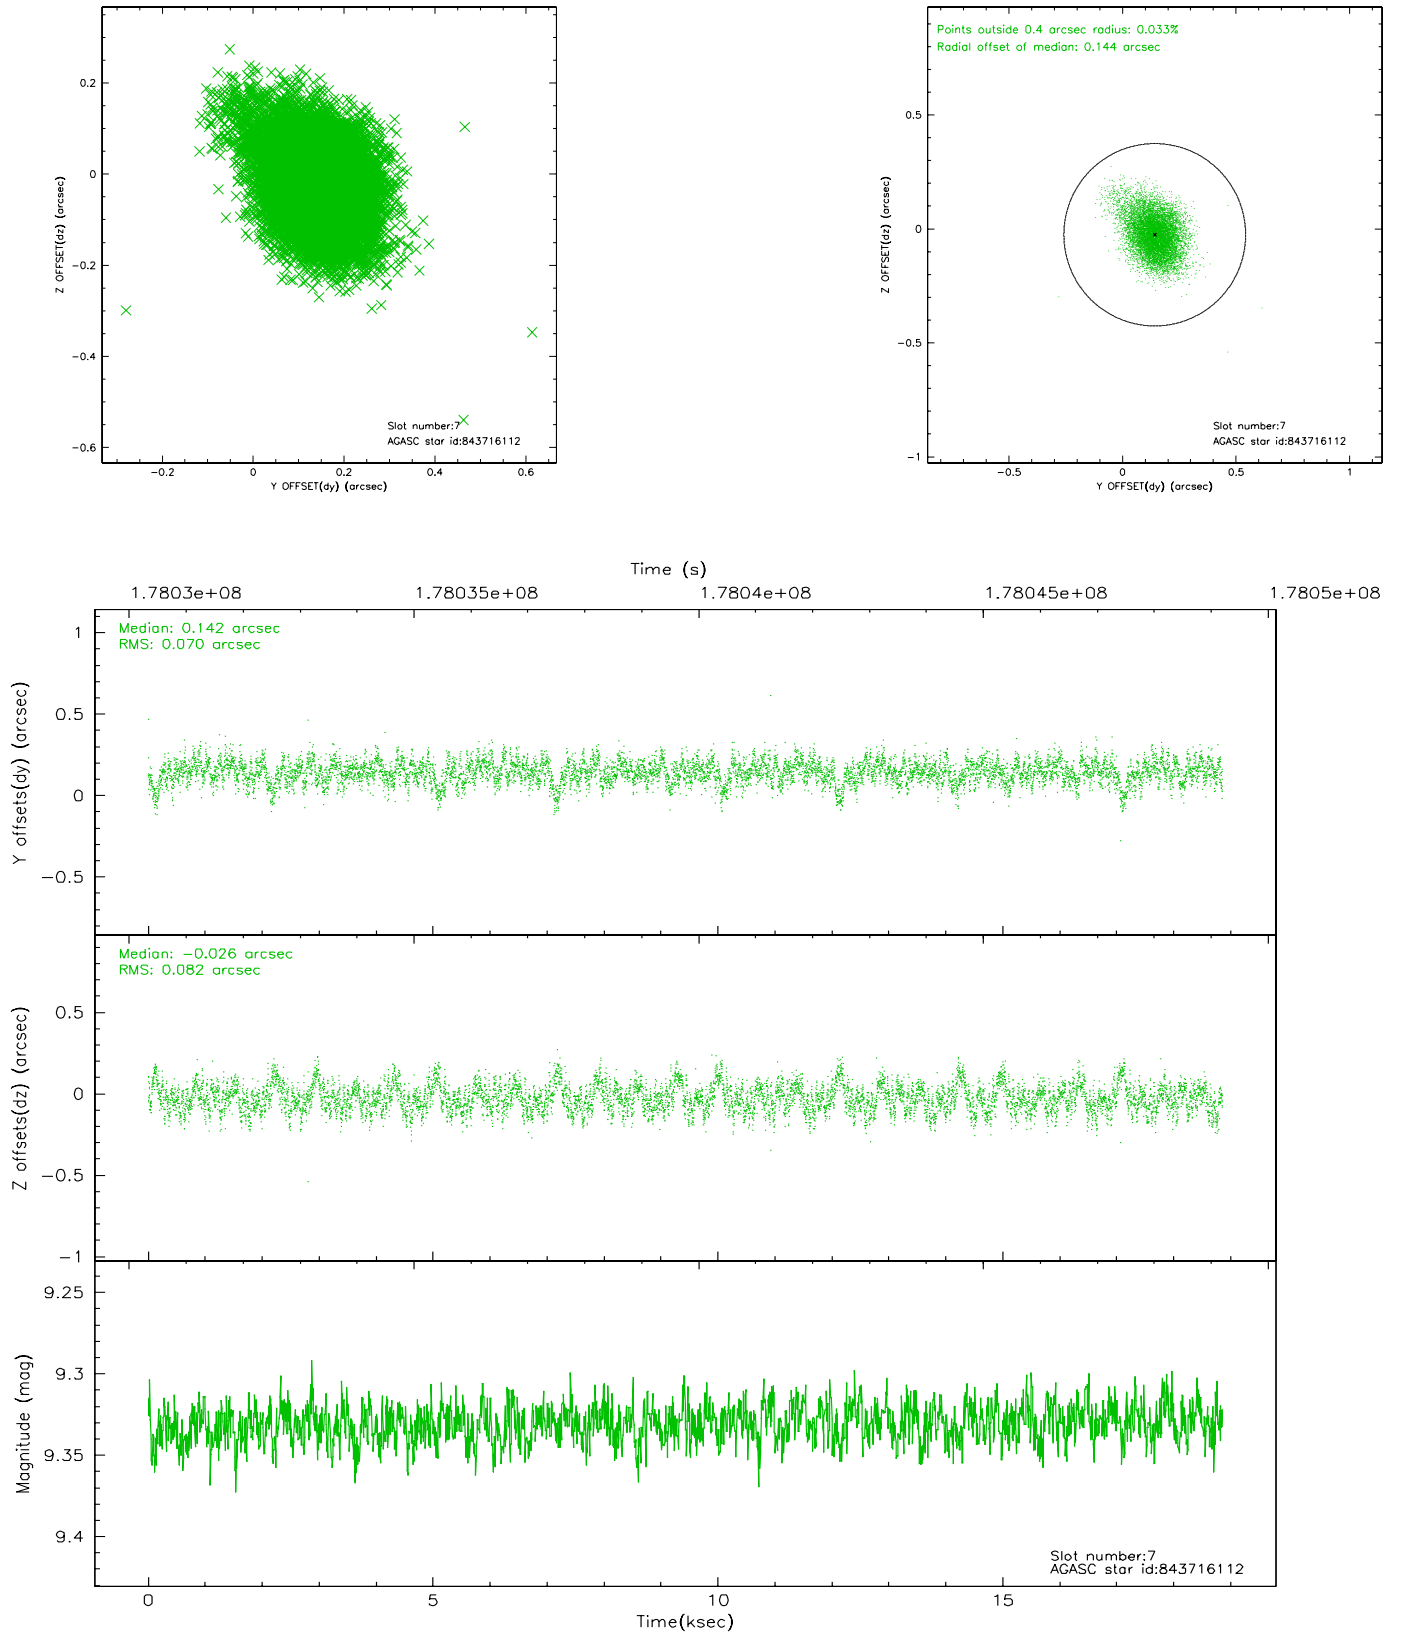 0.2
0
−0.2
−0.4
−0.6
Z OFFSET(dz) (arcsec)
Slot number:7
AGASC star id:843716112
−0.2 0 0.2 0.4 0.6
Y OFFSET(dy) (arcsec)
Points outside 0.4 arcsec radius: 0.033%
Radial offset of median: 0.144 arcsec
0.5
0
−0.5
−1
Z OFFSET(dz) (arcsec)
Slot number:7
AGASC star id:843716112
−0.5 0 0.5 1
Y OFFSET(dy) (arcsec)
Time (s)
1.7803e+08 1.78035e+08 1.7804e+08 1.78045e+08 1.7805e+08
Median: 0.142 arcsec
RMS: 0.070 arcsec
1
0.5
0
−0.5
Y offsets(dy) (arcsec)
Median: −0.026 arcsec
RMS: 0.082 arcsec
0.5
0
−0.5
−1
Z offsets(dz) (arcsec)
9.25
9.3
9.35
9.4
Magnitude (mag)
Slot number:7
AGASC star id:843716112
0 5 10 15
Time(ksec)